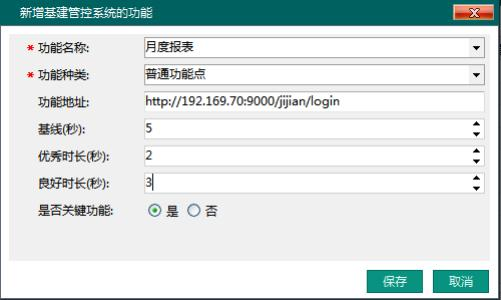 新增基建管控系统的功能
* 功能名称: 月度报表
* 功能种类: 普通功能点
功能地址: http://192.169.70:9000/jijian/login
基线(秒): 5
优秀时长(秒): 2
良好时长(秒): 3
是否关键功能: 是 否
保存 取消